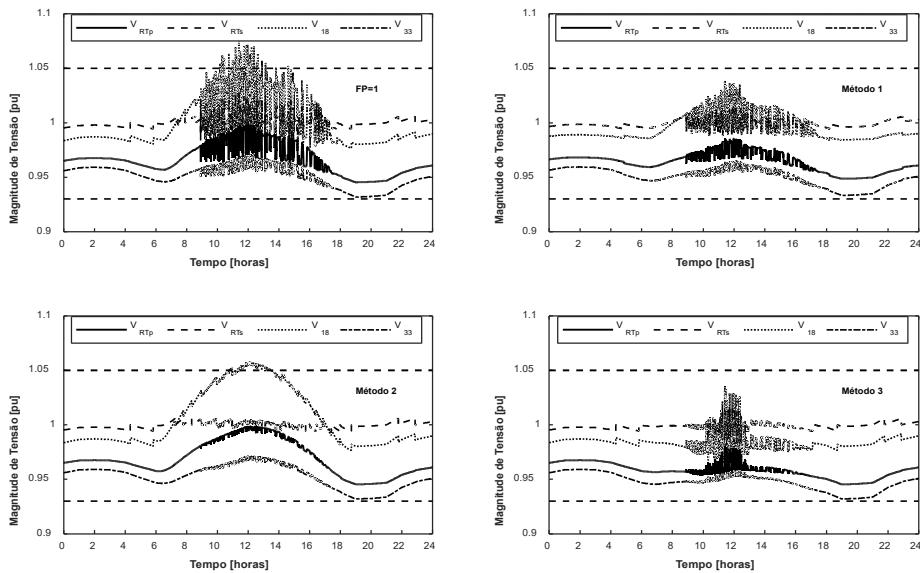 V RTp V RTs V 18 V 33
1.1
1.05
1
0.95
0.9
Magnitude de Tensão [pu]
FP=1
0 2 4 6 8 10 12 14 16 18 20 22 24
Tempo [horas]
V RTp V RTs V 18 V 33
1.1
1.05
1
0.95
0.9
Magnitude de Tensão [pu]
Método 1
0 2 4 6 8 10 12 14 16 18 20 22 24
Tempo [horas]
V RTp V RTs V 18 V 33
1.1
1.05
1
0.95
0.9
Magnitude de Tensão [pu]
Método 2
0 2 4 6 8 10 12 14 16 18 20 22 24
Tempo [horas]
V RTp V RTs V 18 V 33
1.1
1.05
1
0.95
0.9
Magnitude de Tensão [pu]
Método 3
0 2 4 6 8 10 12 14 16 18 20 22 24
Tempo [horas]